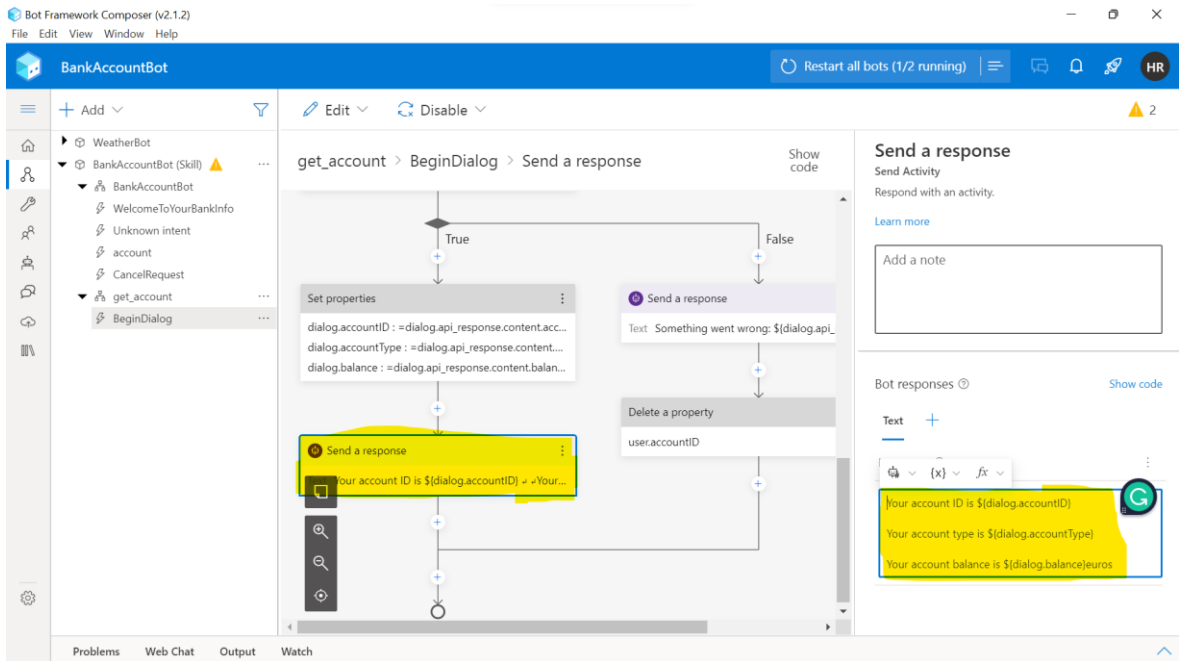 Bot Framework Composer (v2.1.2)
File Edit View Window Help
BankAccountBot
Restart all bots (1/2 running)
HR
Add
Edit
Disable
2
WeatherBot
BankAccountBot (Skill)
BankAccountBot
WelcomeToYourBankInfo
Unknown intent
account
CancelRequest
get_account
BeginDialog
get_account > BeginDialog > Send a response
Show code
True
False
Set properties
dialog.accountID : =dialog.api_response.content.acc...
dialog.accountType : =dialog.api_response.content....
dialog.balance : =dialog.api_response.content.balan...
Send a response
Your account ID is ${dialog.accountID} ↵ ↵Your...
Send a response
Text Something went wrong: ${dialog.api_
Delete a property
user.accountID
Send a response
Send Activity
Respond with an activity.
Learn more
Add a note
Bot responses
Show code
Text
{x}
fx
Your account ID is ${dialog.accountID}
Your account type is ${dialog.accountType}
Your account balance is ${dialog.balance}euros
Problems Web Chat Output Watch